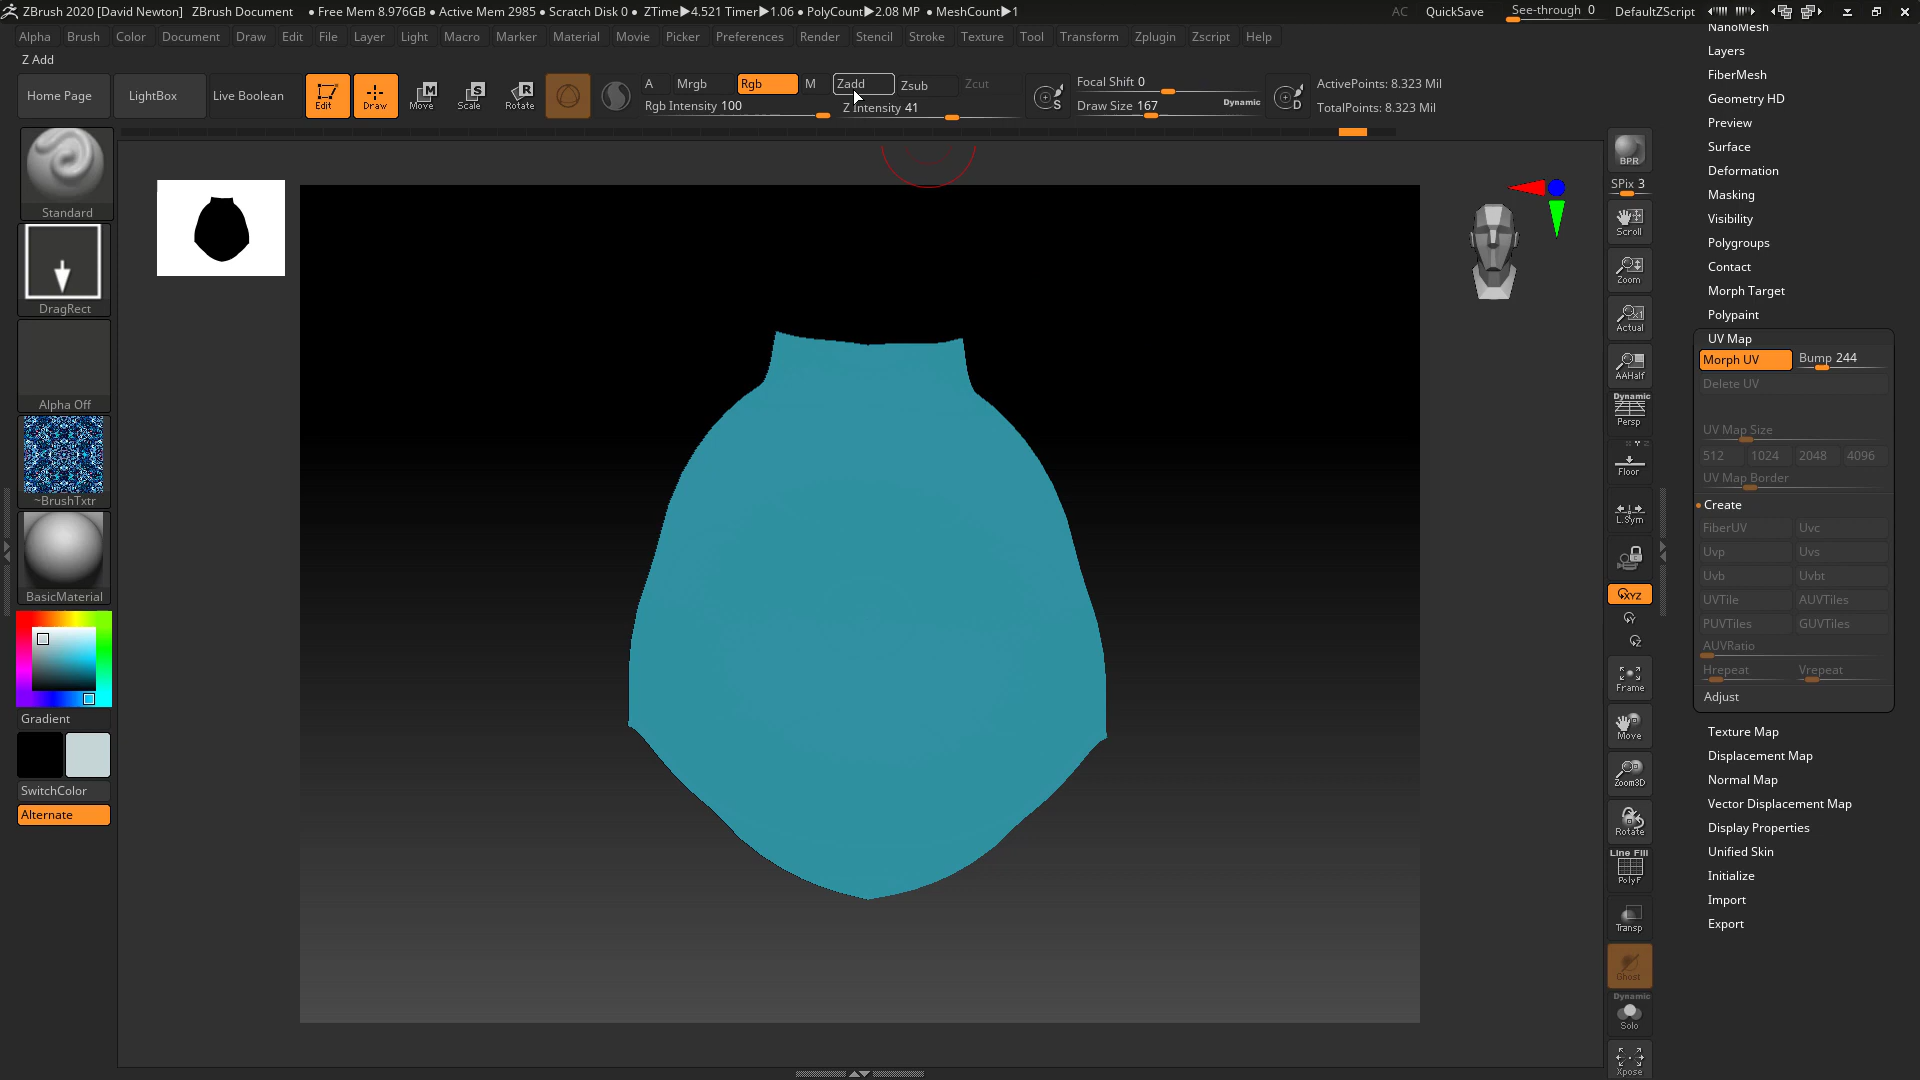 ZBrush 2020 [David Newton] ZBrush Document ● Free Mem 8.976GB ● Active Mem 2985 ● Scratch Disk 0 ● ZTime▶4.521 Timer▶1.06 ● PolyCount▶2.08 MP ● MeshCount▶1 AC QuickSave See-through 0 DefaultZScript
Alpha Brush Color Document Draw Edit File Layer Light Macro Marker Material Movie Picker Preferences Render Stencil Stroke Texture Tool Transform Zplugin Zscript Help
Z Add
Home Page LightBox Live Boolean Edit Draw Move Scale Rotate
A Mrgb Rgb M Zadd Zsub Zcut
Rgb Intensity 100 Z Intensity 41
Focal Shift 0
Draw Size 167 Dynamic
S D
ActivePoints: 8.323 Mil
TotalPoints: 8.323 Mil
Standard
DragRect
Alpha Off
~BrushTxtr
BasicMaterial
Gradient
SwitchColor
Alternate
BPR
SPix 3
Scroll
Zoom
Actual
AAHalf
Dynamic
Persp
Floor
L.Sym
XYZ
Y
Z
Frame
Move
Zoom3D
Rotate
Line Fill
PolyF
Transp
Ghost
Dynamic
Solo
Xpose
NanoMesh
Layers
FiberMesh
Geometry HD
Preview
Surface
Deformation
Masking
Visibility
Polygroups
Contact
Morph Target
Polypaint
UV Map
Morph UV Bump 244
Delete UV
UV Map Size
512 1024 2048 4096
UV Map Border
Create
FiberUV Uvc
Uvp Uvs
Uvb Uvbt
UVTile AUVTiles
PUVTiles GUVTiles
AUVRatio
Hrepeat Vrepeat
Adjust
Texture Map
Displacement Map
Normal Map
Vector Displacement Map
Display Properties
Unified Skin
Initialize
Import
Export